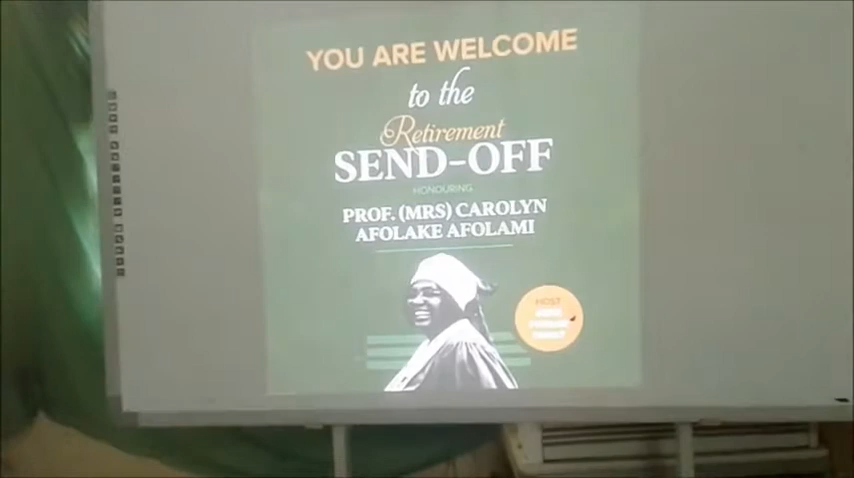 YOU ARE WELCOME
to the
Retirement
SEND-OFF
HONOURING
PROF. (MRS) CAROLYN
AFOLAKE AFOLAMI
HOST